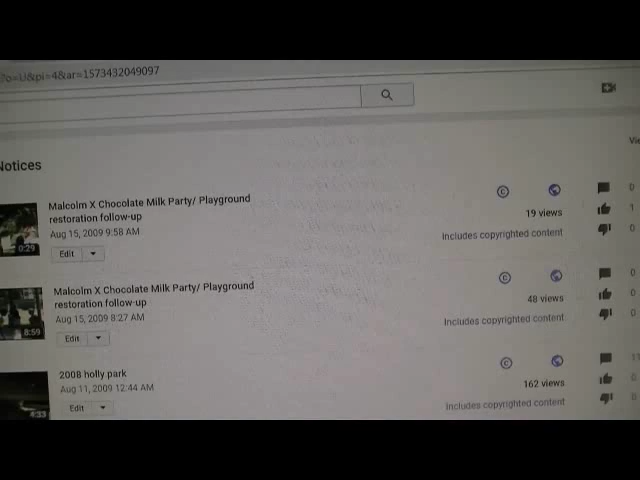 ?o=U&pi=4&ar=1573432049097
Notices
Malcolm X Chocolate Milk Party/ Playground
restoration follow-up
Aug 15, 2009 9:58 AM
0:29
Edit
19 views
Includes copyrighted content
0
1
0
Malcolm X Chocolate Milk Party/ Playground
restoration follow-up
Aug 15, 2009 8:27 AM
8:59
Edit
48 views
Includes copyrighted content
0
0
0
2008 holly.park
Aug 11, 2009 12:44 AM
4:33
Edit
162 views
Includes copyrighted content